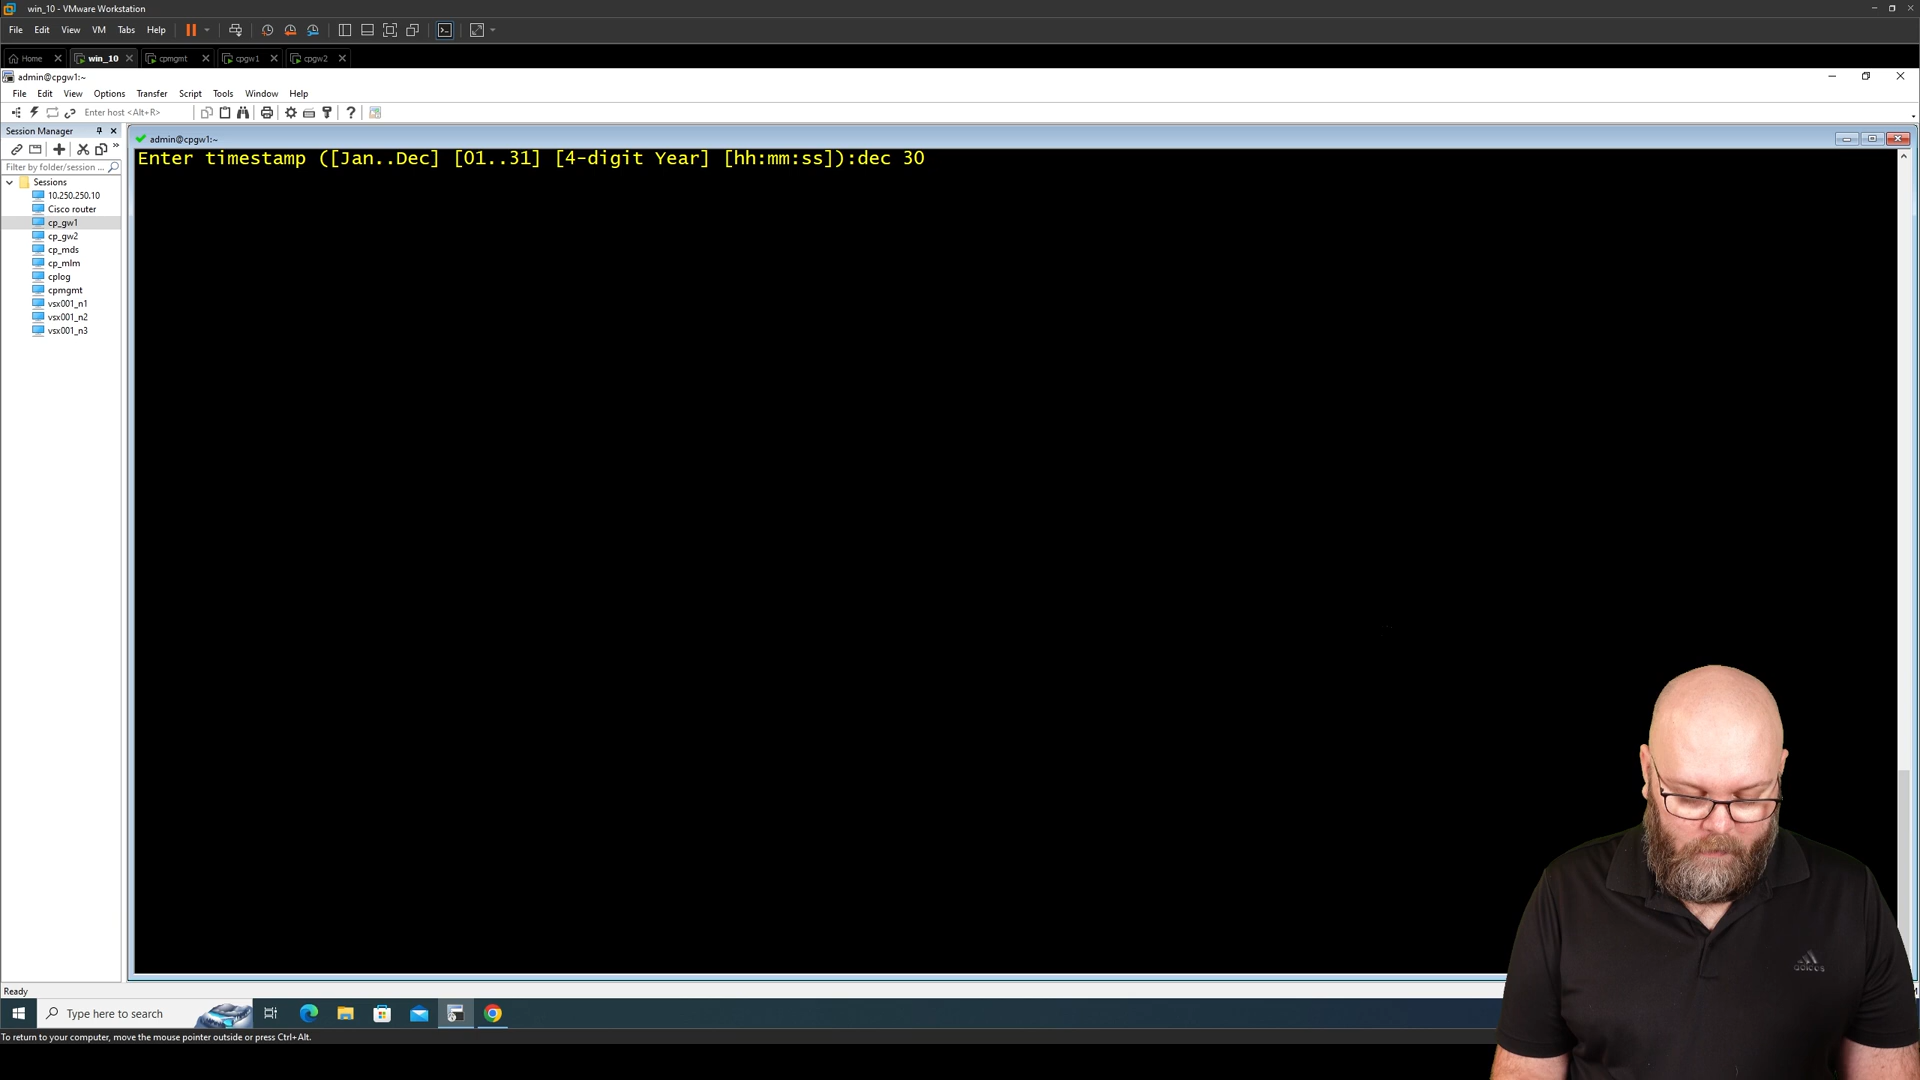 win_10 - VMware Workstation
File Edit View VM Tabs Help
Home win_10 cpmgmt cpgw1 cpgw2
admin@cpgw1:~
File Edit View Options Transfer Script Tools Window Help
Enter host <Alt+R>
Session Manager
admin@cpgw1:~
Filter by folder/session ...
Sessions
10.250.250.10
Cisco router
cp_gw1
cp_gw2
cp_mds
cp_mlm
cplog
cpmgmt
vsx001_n1
vsx001_n2
vsx001_n3
Enter timestamp ([Jan..Dec] [01..31] [4-digit Year] [hh:mm:ss]):dec 30
adidas
Ready
Type here to search
To return to your computer, move the mouse pointer outside or press Ctrl+Alt.